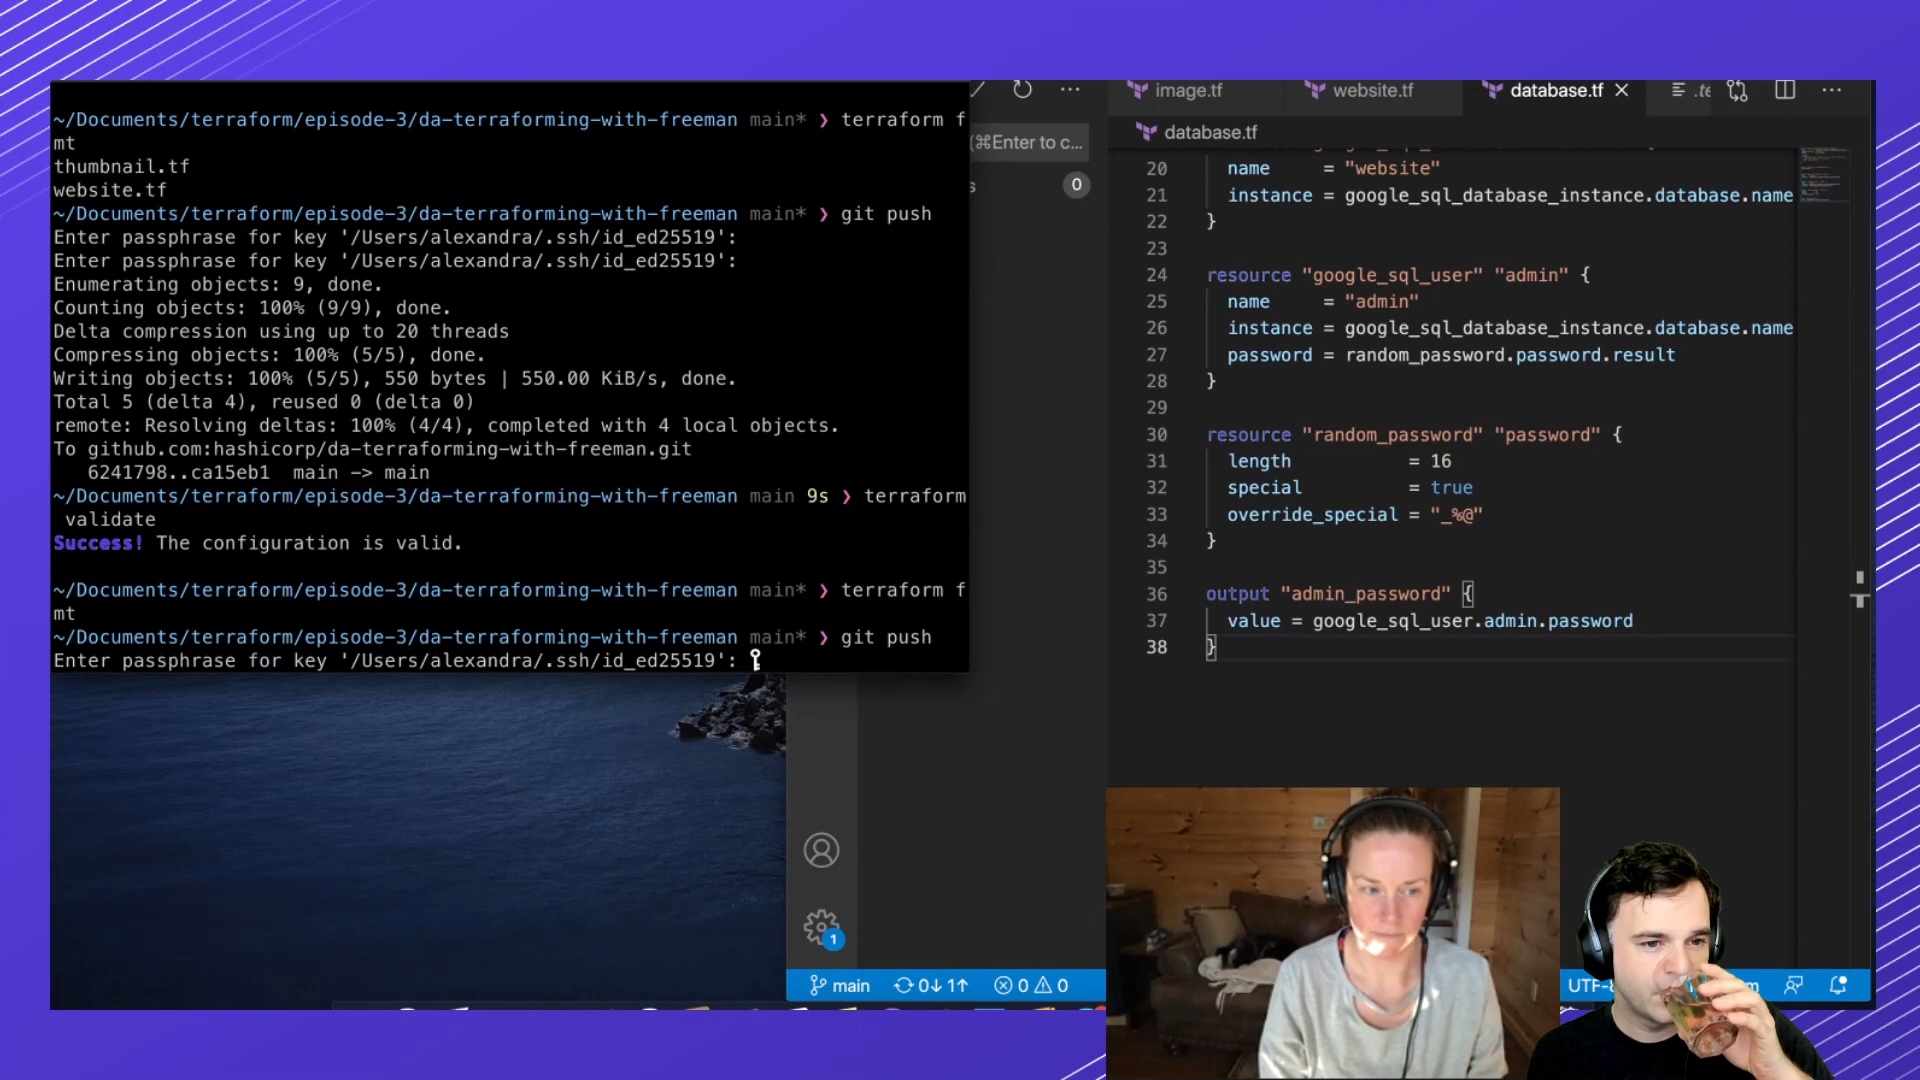 ~/Documents/terraform/episode-3/da-terraforming-with-freeman main* ❯ terraform f
mt
thumbnail.tf
website.tf
~/Documents/terraform/episode-3/da-terraforming-with-freeman main* ❯ git push
Enter passphrase for key '/Users/alexandra/.ssh/id_ed25519':
Enter passphrase for key '/Users/alexandra/.ssh/id_ed25519':
Enumerating objects: 9, done.
Counting objects: 100% (9/9), done.
Delta compression using up to 20 threads
Compressing objects: 100% (5/5), done.
Writing objects: 100% (5/5), 550 bytes | 550.00 KiB/s, done.
Total 5 (delta 4), reused 0 (delta 0)
remote: Resolving deltas: 100% (4/4), completed with 4 local objects.
To github.com:hashicorp/da-terraforming-with-freeman.git
6241798..ca15eb1  main -> main
~/Documents/terraform/episode-3/da-terraforming-with-freeman main 9s ❯ terraform
validate
Success! The configuration is valid.
~/Documents/terraform/episode-3/da-terraforming-with-freeman main* ❯ terraform f
mt
~/Documents/terraform/episode-3/da-terraforming-with-freeman main* ❯ git push
Enter passphrase for key '/Users/alexandra/.ssh/id_ed25519':
(⌘Enter to c...
s 0
image.tf website.tf database.tf .te
database.tf
20 name     = "website"
21 instance = google_sql_database_instance.database.name
22 }
23
24 resource "google_sql_user" "admin" {
25 name     = "admin"
26 instance = google_sql_database_instance.database.name
27 password = random_password.password.result
28 }
29
30 resource "random_password" "password" {
31 length           = 16
32 special          = true
33 override_special = "_%@"
34 }
35
36 output "admin_password" {
37 value = google_sql_user.admin.password
38 }
1
main 0↓ 1↑ 0 0
UTF-8